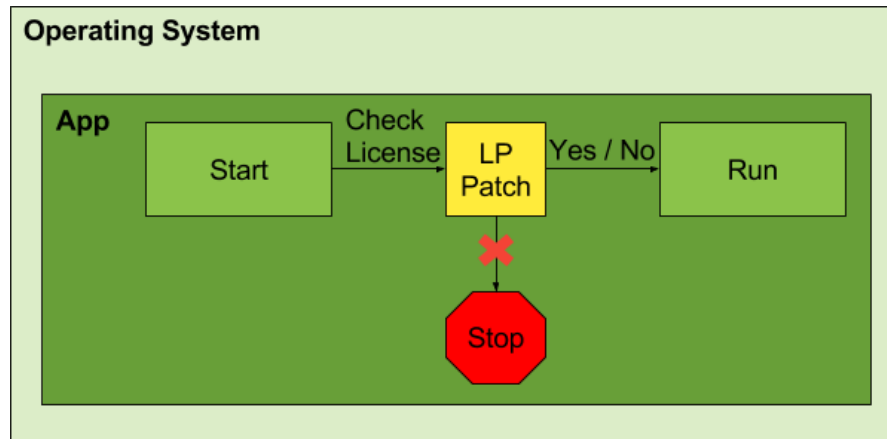 Operating System
App
Start
Check
License
LP
Patch
Yes / No
Run
Stop